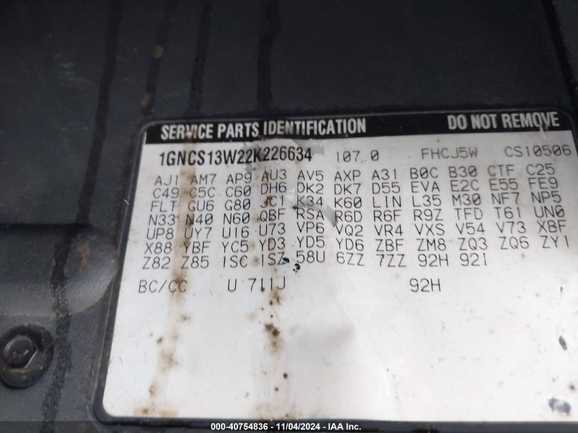 SERVICE PARTS IDENTIFICATION DO NOT REMOVE
1GNCS13W22K226634 107.0 FHCJ5W CS10506
AJ1 AM7 AP9 AU3 AV5 AXP A31 B0C B30 CTF C25
C49 C5C C60 DH6 DK2 DK7 D55 EVA E2C E55 FE9
FLT GU6 G80 JC1 K34 K60 LIN L35 M30 NF7 NP5
N33 N40 N60 QBF RSA R6D R6F R9Z TFD T61 UN0
UP8 UY7 U16 U73 VP6 VQ2 VR4 VXS V54 V73 XBF
X88 YBF YC5 YD3 YD5 YD6 ZBF ZM8 ZQ3 ZQ6 ZY1
Z82 Z85 1SC 1SZ 58U 6ZZ 7ZZ 92H 92I
BC/CC U 711J 92H
000-40754836 - 11/04/2024 - IAA Inc.